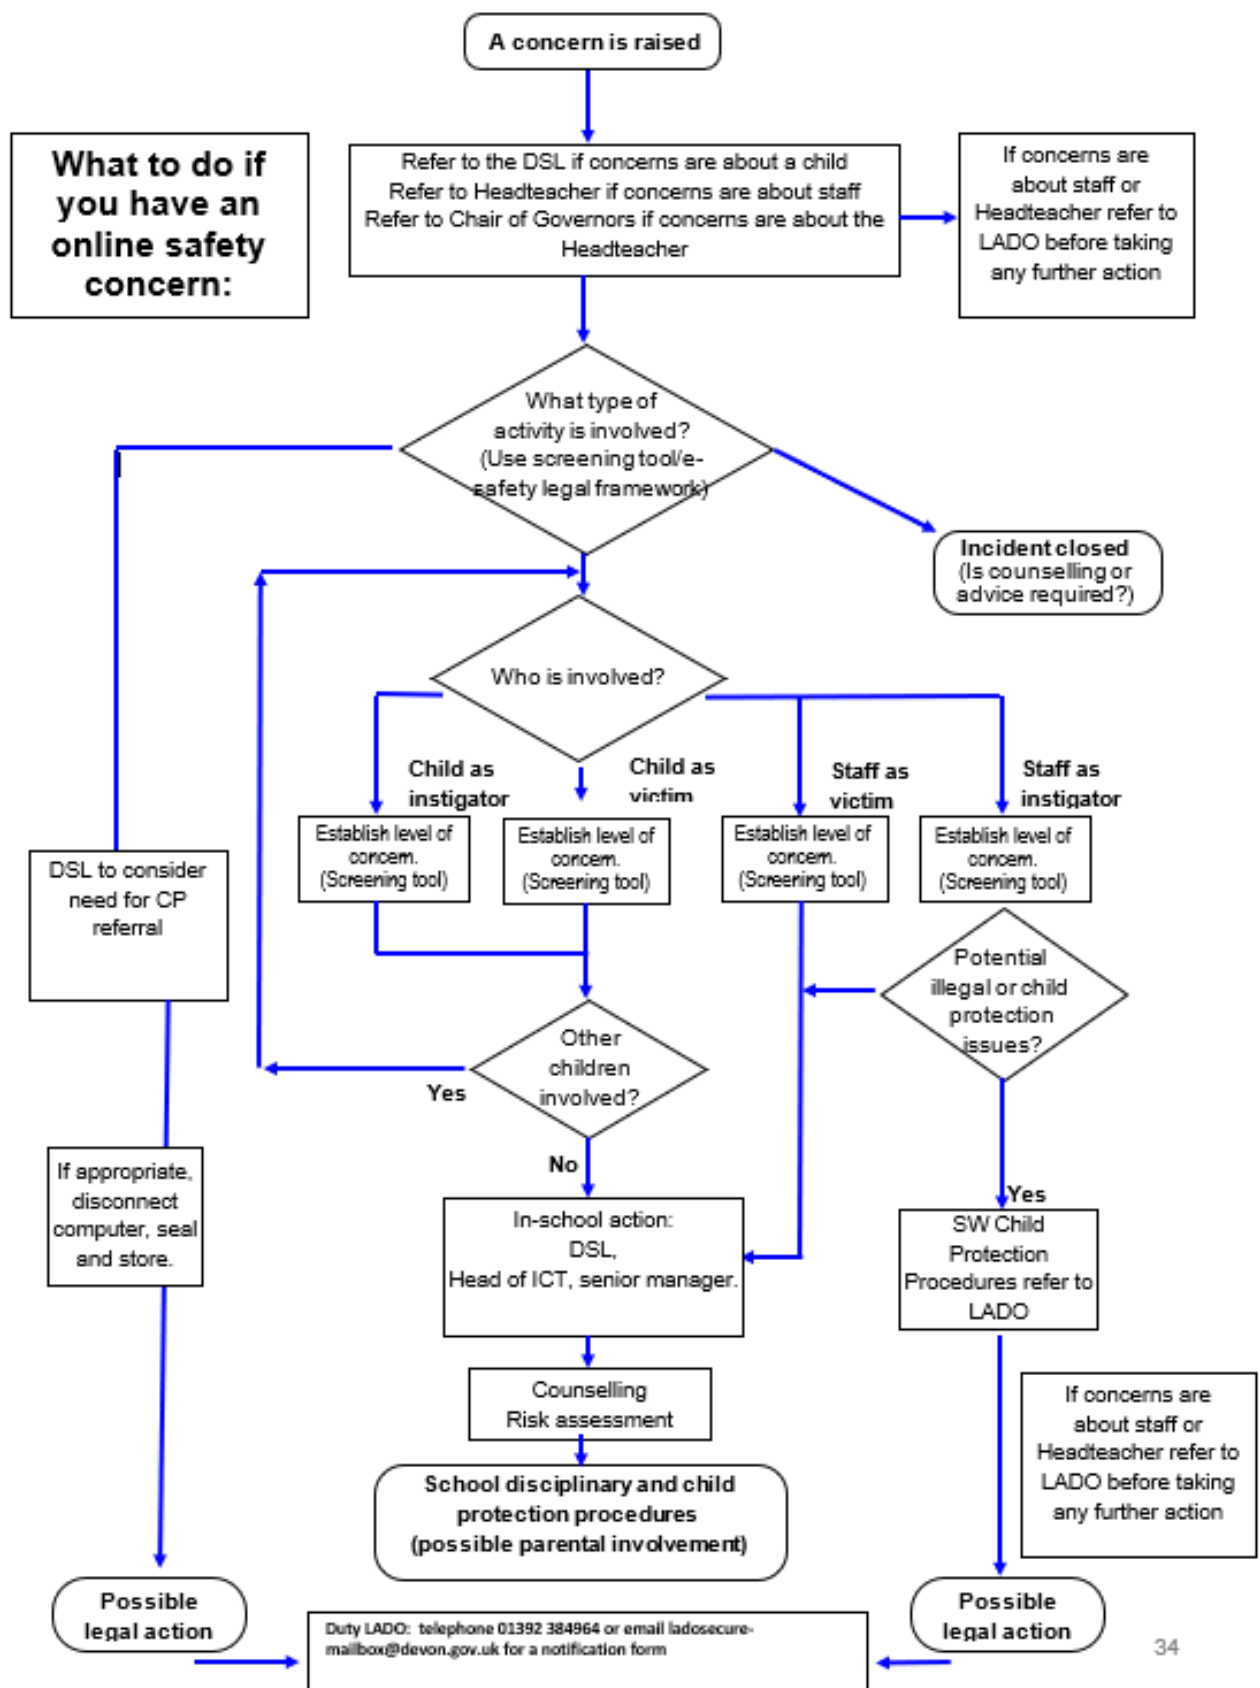 A concern is raised
What to do if
you have an
online safety
concern:
Refer to the DSL if concerns are about a child
Refer to Headteacher if concerns are about staff
Refer to Chair of Governors if concerns are about the
Headteacher
If concerns are
about staff or
Headteacher refer to
LADO before taking
any further action
What type of
activity is involved?
(Use screening tool/e-
safety legal framework)
Incident closed
(Is counselling or
advice required?)
Who is involved?
Child as
instigator
Child as
victim
Staff as
victim
Staff as
instigator
Establish level of
concern.
(Screening tool)
Establish level of
concern.
(Screening tool)
Establish level of
concern.
(Screening tool)
Establish level of
concern.
(Screening tool)
DSL to consider
need for CP
referral
Potential
illegal or child
protection
issues?
Other
children
involved?
Yes
No
If appropriate,
disconnect
computer, seal
and store.
In-school action:
DSL,
Head of ICT, senior manager.
Yes
SW Child
Protection
Procedures refer to
LADO
Counselling
Risk assessment
If concerns are
about staff or
Headteacher refer to
LADO before taking
any further action
School disciplinary and child
protection procedures
(possible parental involvement)
Possible
legal action
Possible
legal action
Duty LADO: telephone 01392 384964 or email ladosecure-
mailbox@devon.gov.uk for a notification form
34